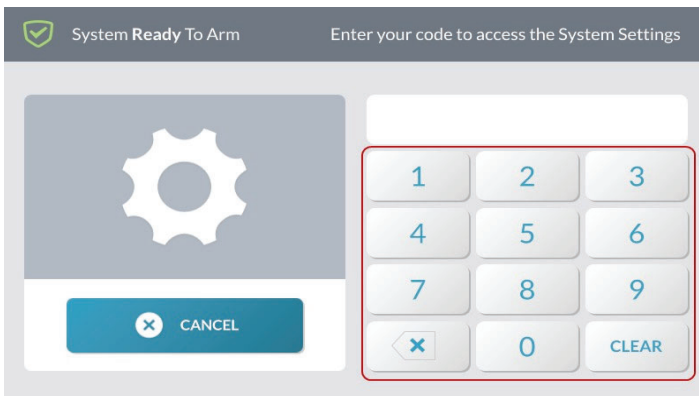 System Ready To Arm
Enter your code to access the System Settings
1 2 3
4 5 6
7 8 9
CANCEL
0 CLEAR